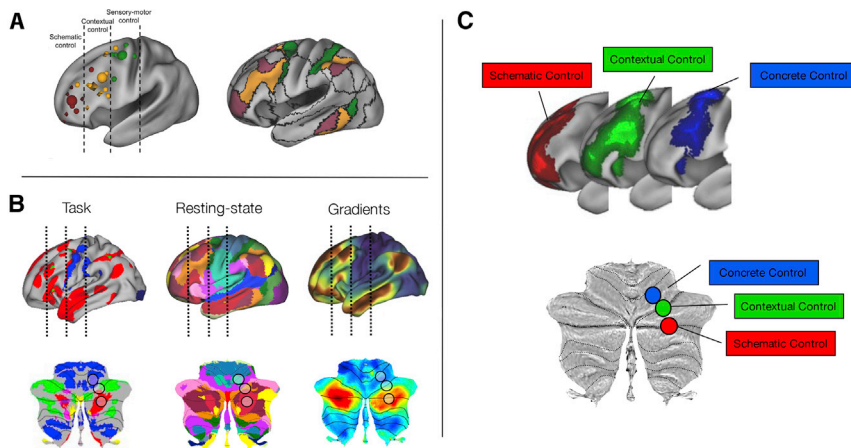 A
Sensory-motor
control
Contextual
control
Schematic
control
B
Task
Resting-state
Gradients
C
Contextual Control
Schematic Control
Concrete Control
Concrete Control
Contextual Control
Schematic Control